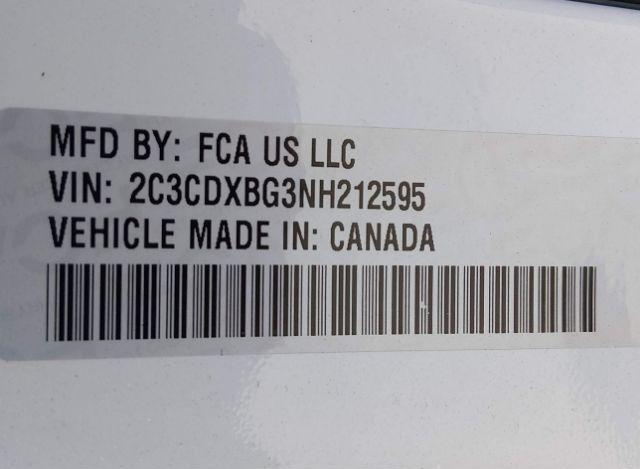 MFD BY: FCA US LLC
VIN: 2C3CDXBG3NH212595
VEHICLE MADE IN: CANADA